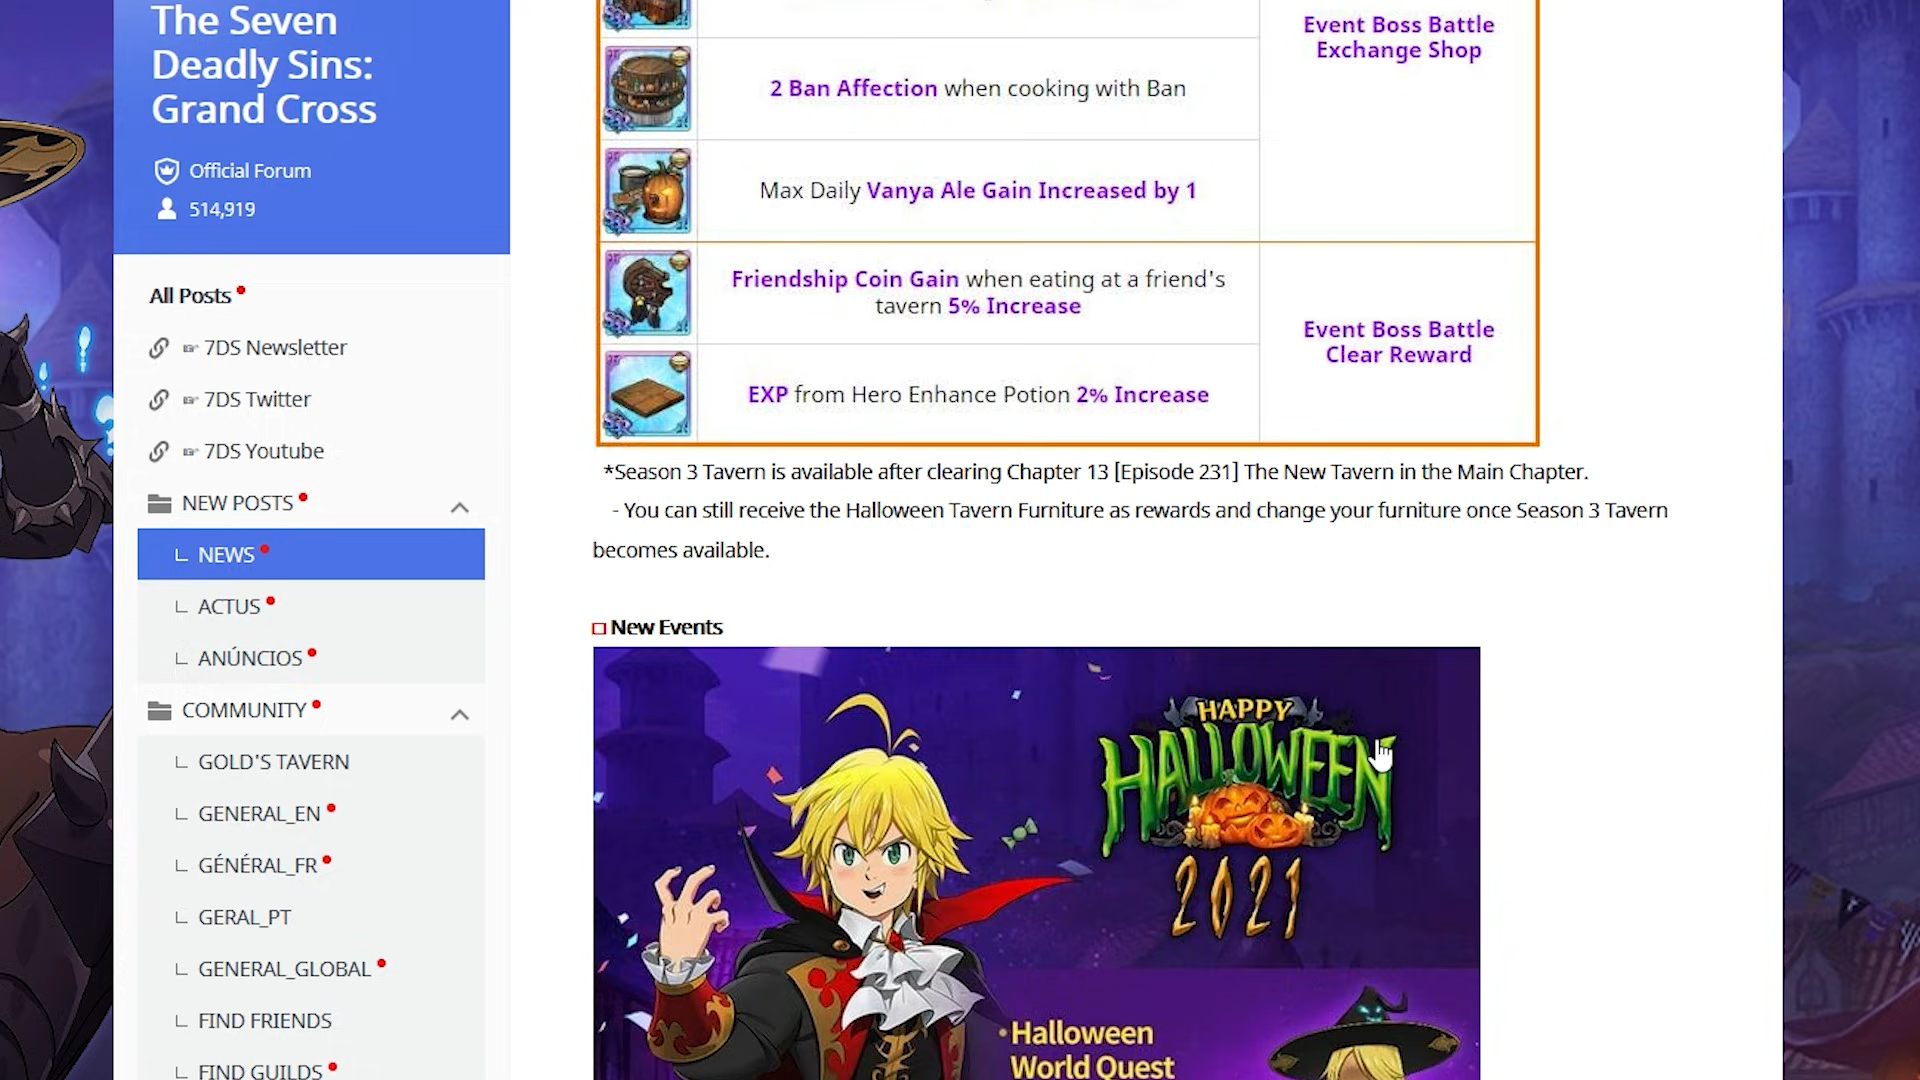 The Seven
Deadly Sins:
Grand Cross
Official Forum
514,919
All Posts
7DS Newsletter
7DS Twitter
7DS Youtube
NEW POSTS
NEWS
ACTUS
ANÚNCIOS
COMMUNITY
GOLD'S TAVERN
GENERAL_EN
GÉNÉRAL_FR
GERAL_PT
GENERAL_GLOBAL
FIND FRIENDS
FIND GUILDS
Event Boss Battle
Exchange Shop
2 Ban Affection when cooking with Ban
Max Daily Vanya Ale Gain Increased by 1
Friendship Coin Gain when eating at a friend's
tavern 5% Increase
Event Boss Battle
Clear Reward
EXP from Hero Enhance Potion 2% Increase
*Season 3 Tavern is available after clearing Chapter 13 [Episode 231] The New Tavern in the Main Chapter.
- You can still receive the Halloween Tavern Furniture as rewards and change your furniture once Season 3 Tavern
becomes available.
New Events
HAPPY
HALLOWEEN
2021
• Halloween
World Quest